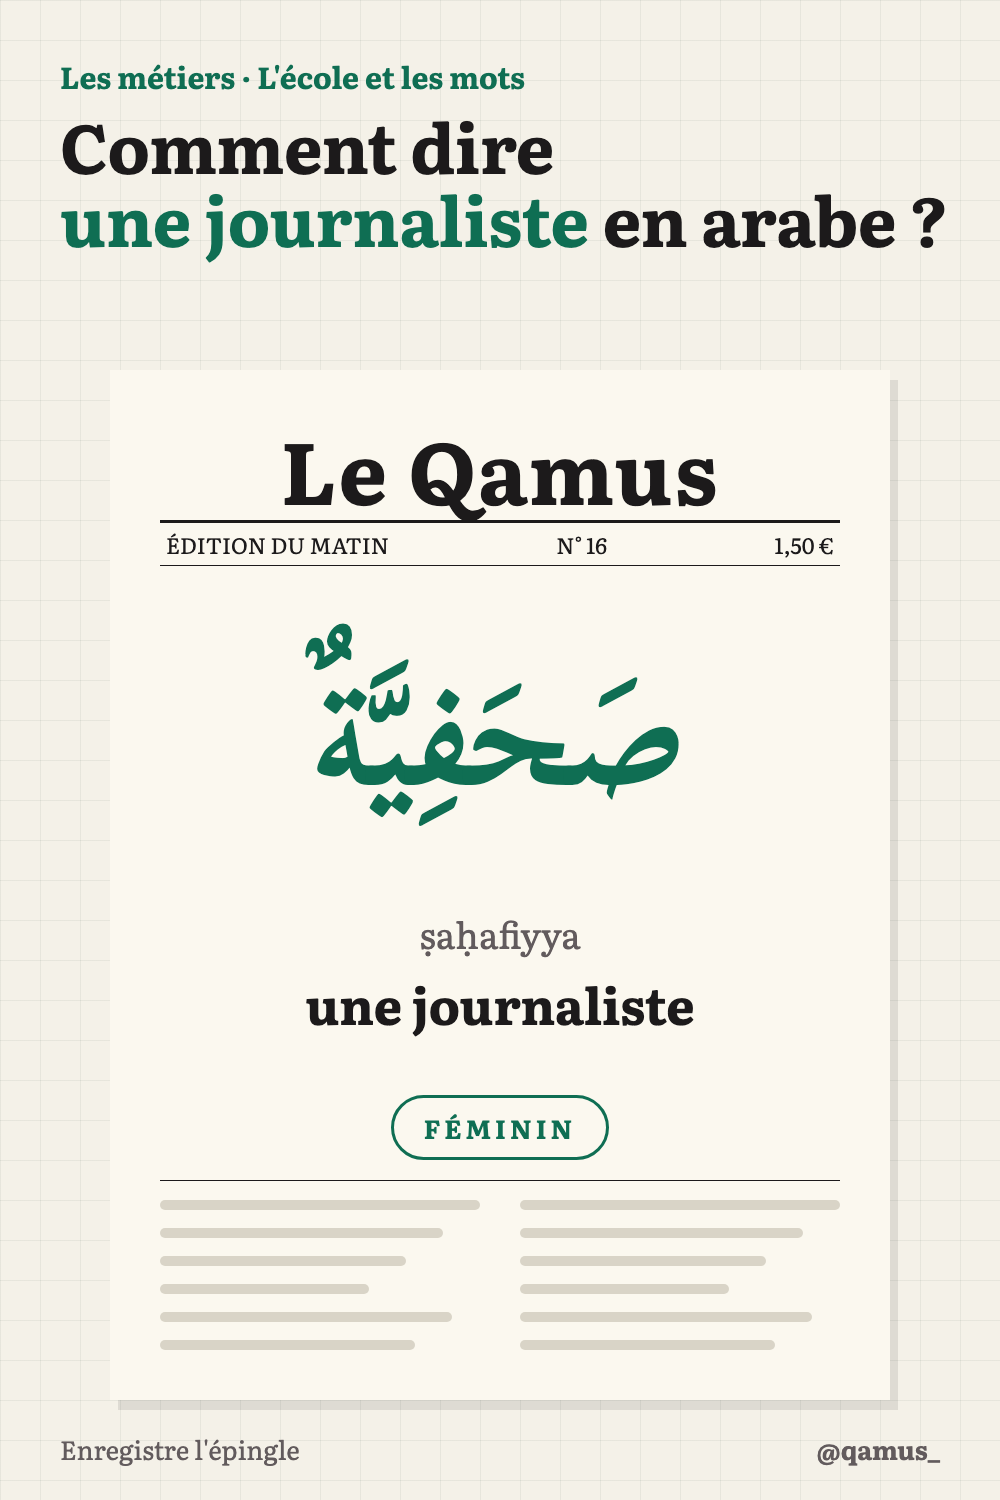 Les métiers · L'école et les mots
Comment dire
une journaliste en arabe ?
Le Qamus
ÉDITION DU MATIN N° 16 1,50 €
صَحَفِيَّةٌ
ṣaḥafiyya
une journaliste
FÉMININ
Enregistre l'épingle @qamus_